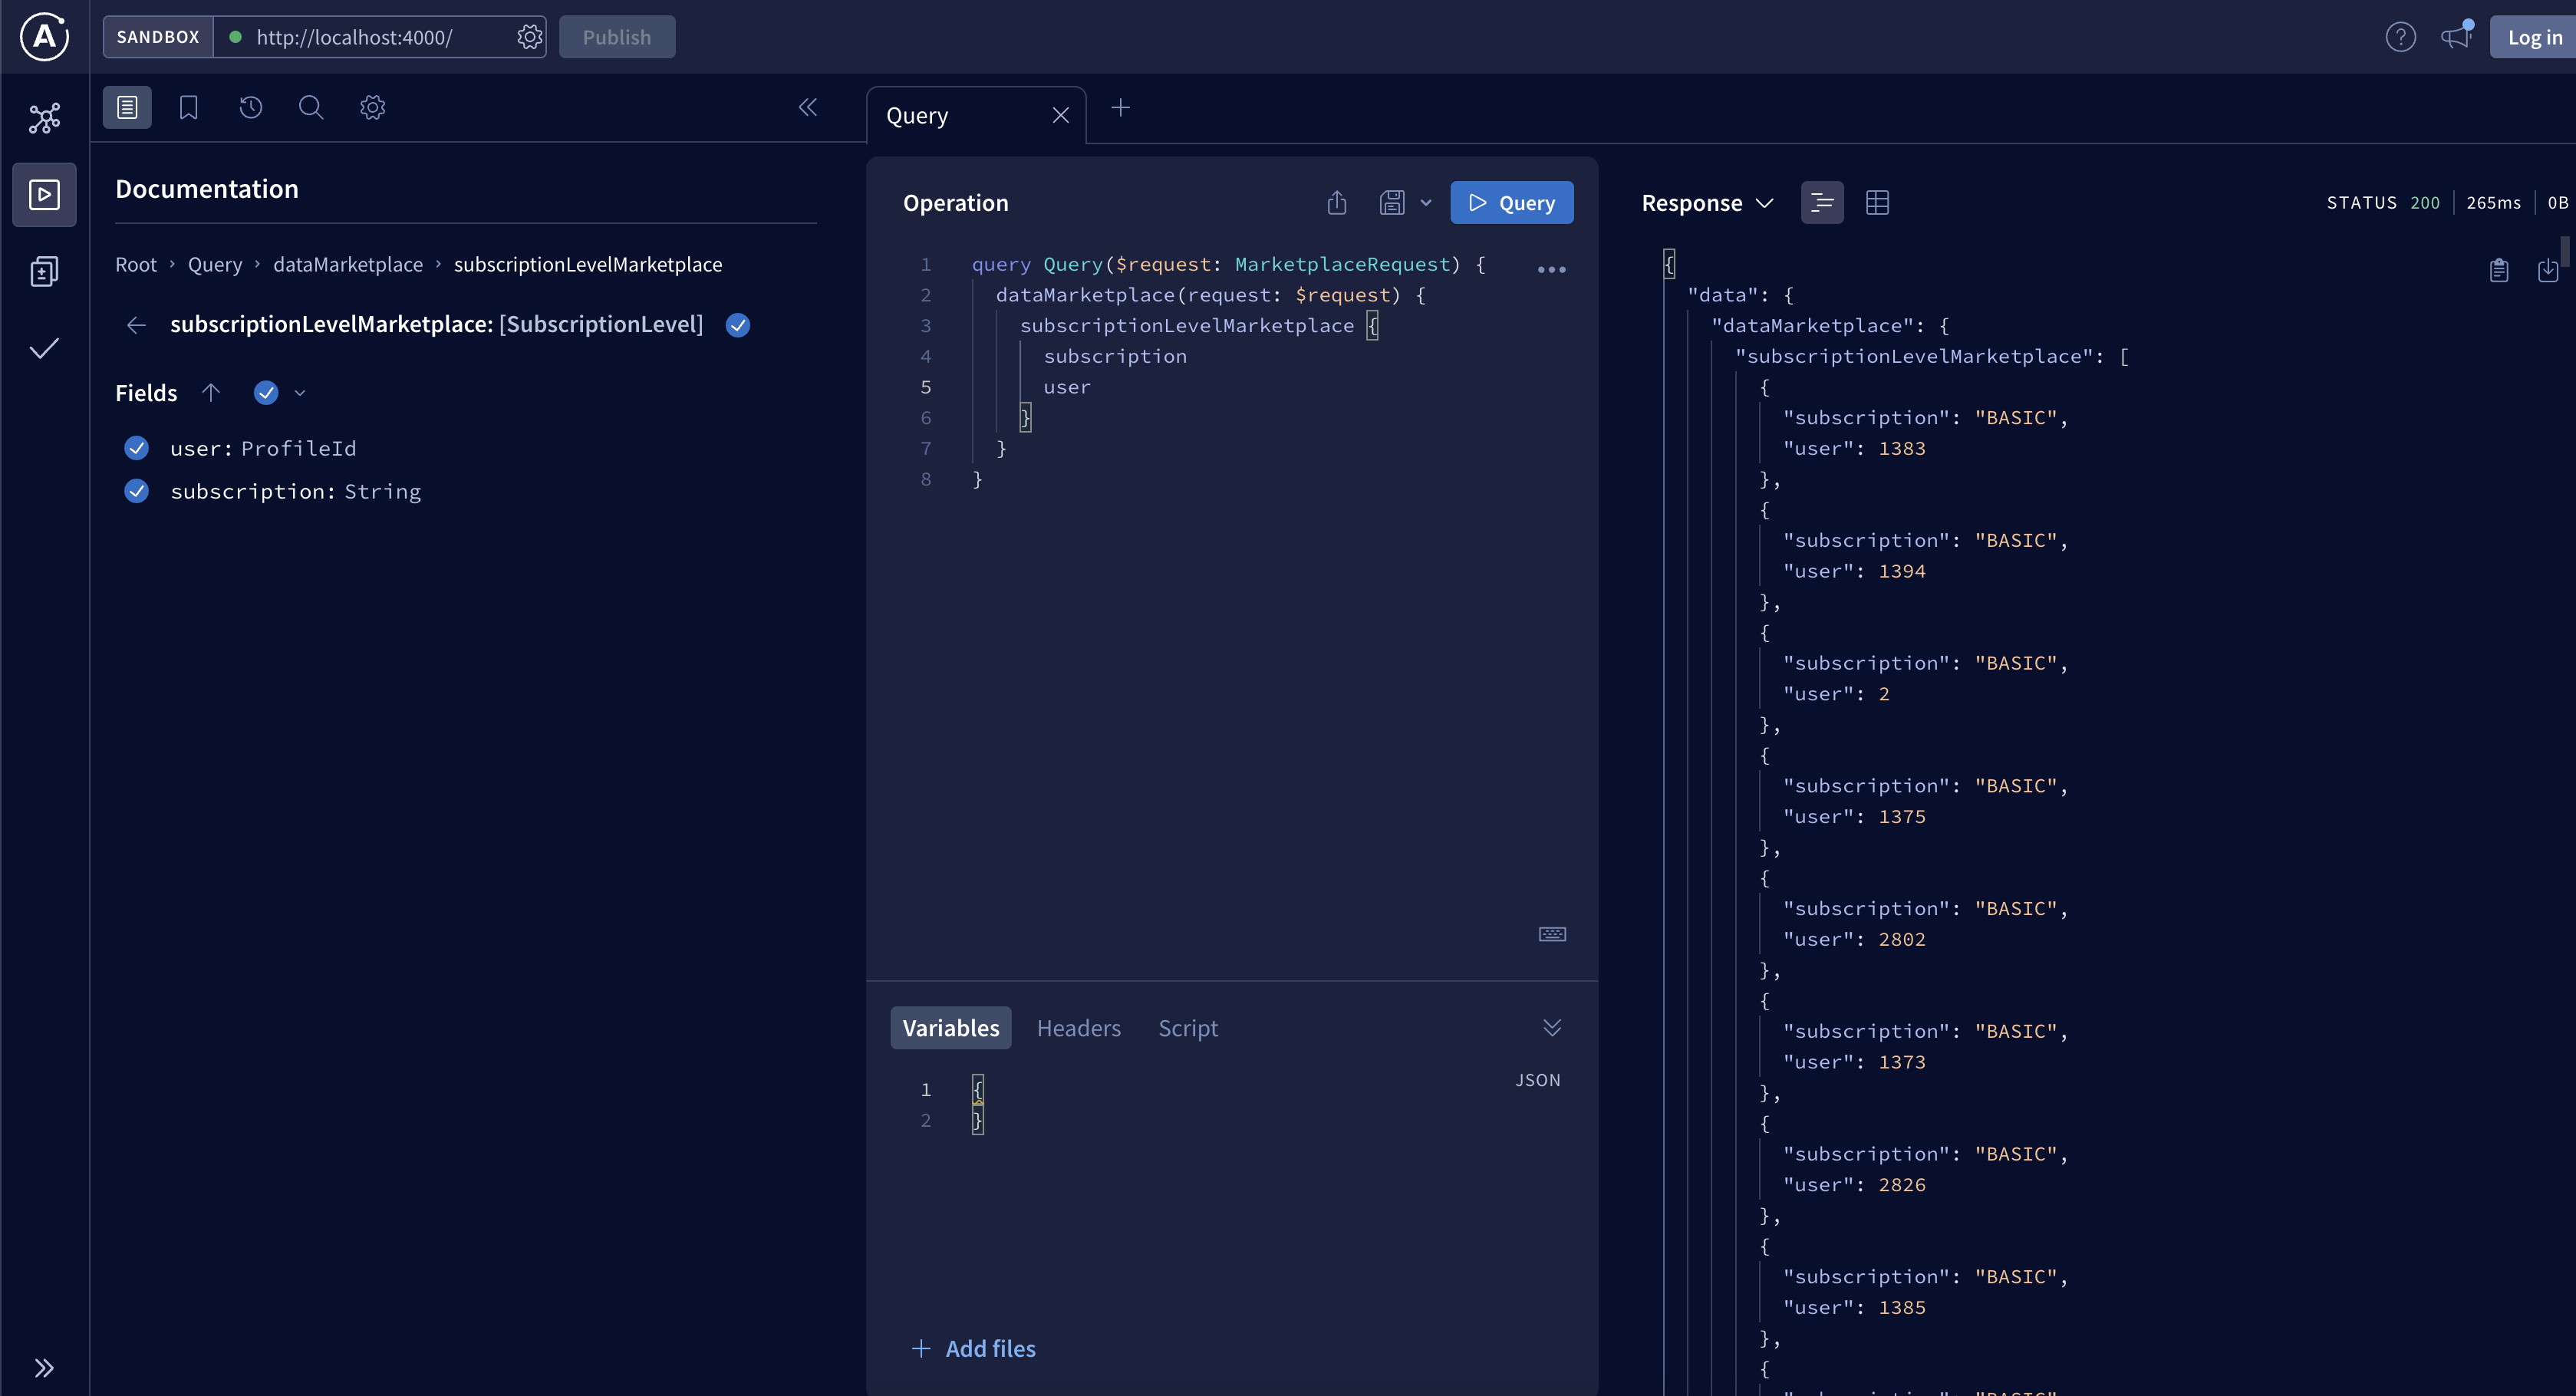 SANDBOX http://localhost:4000/ Publish Log in
Documentation
Root › Query › dataMarketplace › subscriptionLevelMarketplace
subscriptionLevelMarketplace: [SubscriptionLevel]
Fields
user: ProfileId
subscription: String
Query
Operation
Query
1 query Query($request: MarketplaceRequest) {
2 dataMarketplace(request: $request) {
3 subscriptionLevelMarketplace {
4 subscription
5 user
6 }
7 }
8 }
Variables Headers Script
JSON
1 {
2 }
Add files
Response
STATUS 200 265ms 0B
{
"data": {
"dataMarketplace": {
"subscriptionLevelMarketplace": [
{
"subscription": "BASIC",
"user": 1383
},
{
"subscription": "BASIC",
"user": 1394
},
{
"subscription": "BASIC",
"user": 2
},
{
"subscription": "BASIC",
"user": 1375
},
{
"subscription": "BASIC",
"user": 2802
},
{
"subscription": "BASIC",
"user": 1373
},
{
"subscription": "BASIC",
"user": 2826
},
{
"subscription": "BASIC",
"user": 1385
},
{